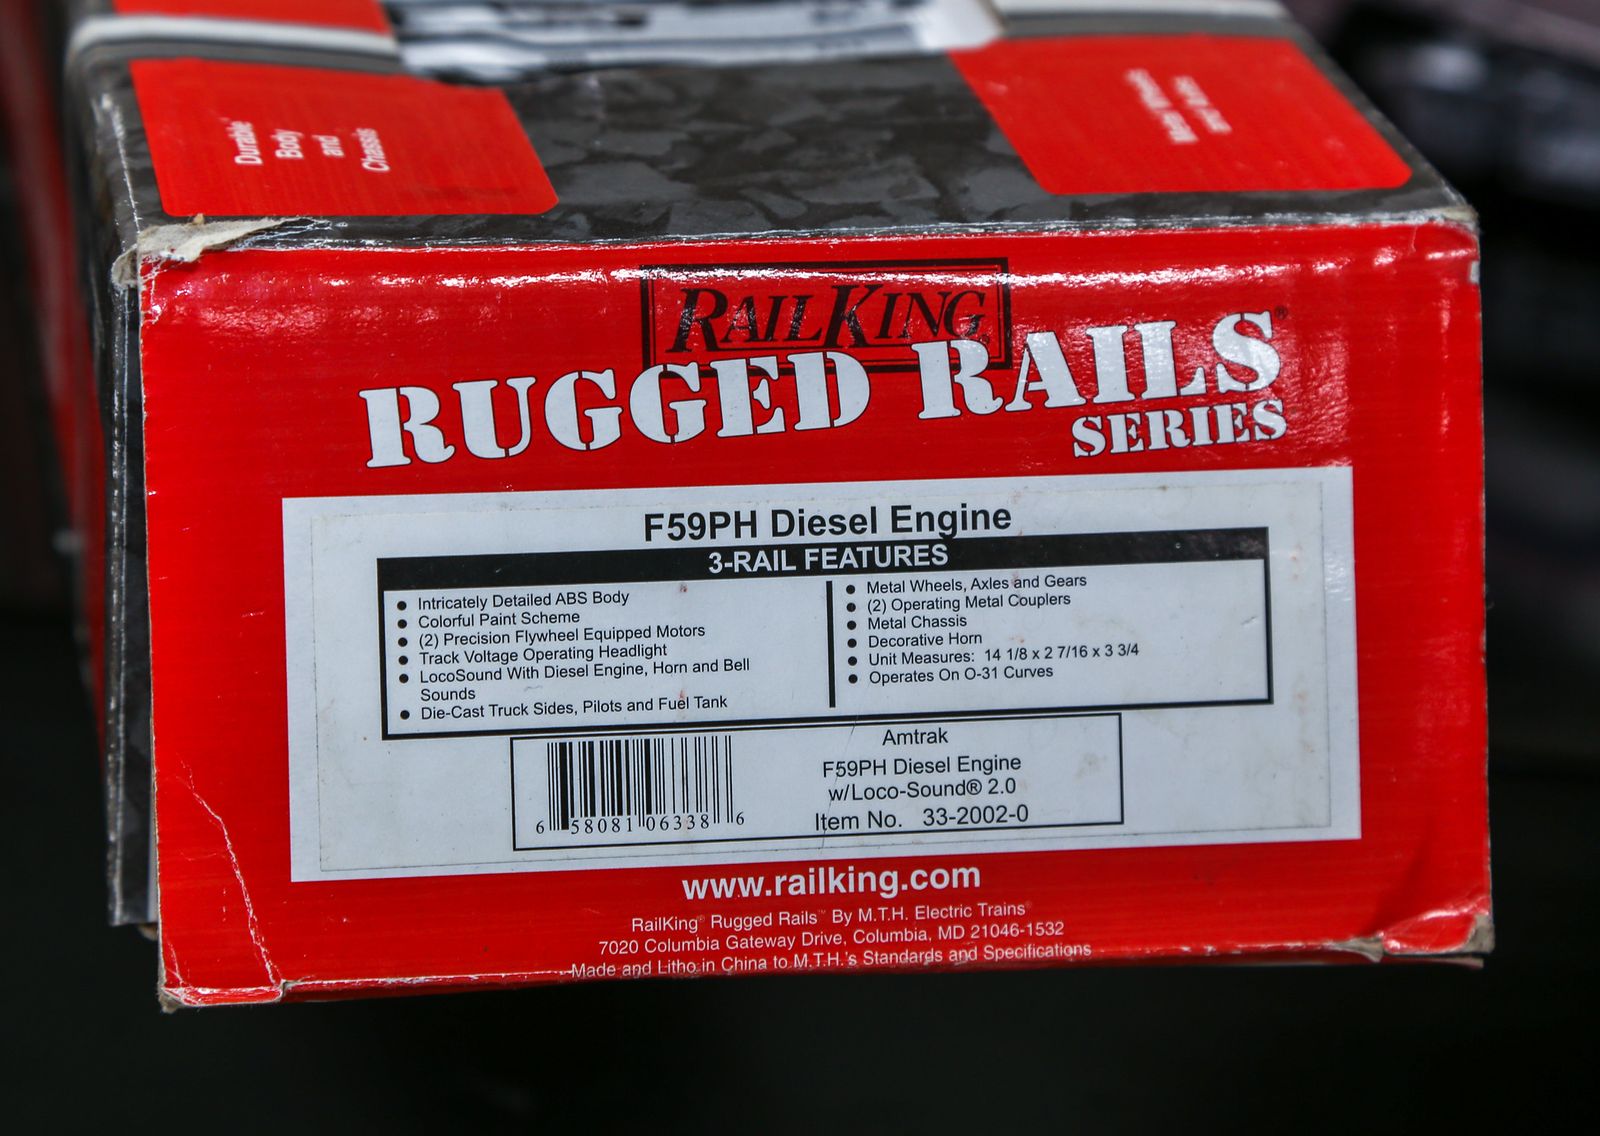 Durable
Body
and
Chassis
Metal Wheels
and Axles
RAILKING
RUGGED RAILS®
SERIES
F59PH Diesel Engine
3-RAIL FEATURES
● Intricately Detailed ABS Body
● Colorful Paint Scheme
● (2) Precision Flywheel Equipped Motors
● Track Voltage Operating Headlight
● LocoSound With Diesel Engine, Horn and Bell
Sounds
● Die-Cast Truck Sides, Pilots and Fuel Tank
● Metal Wheels, Axles and Gears
● (2) Operating Metal Couplers
● Metal Chassis
● Decorative Horn
● Unit Measures: 14 1/8 x 2 7/16 x 3 3/4
● Operates On O-31 Curves
6 58081 06338 6
Amtrak
F59PH Diesel Engine
w/Loco-Sound® 2.0
Item No. 33-2002-0
www.railking.com
RailKing® Rugged Rails™ By M.T.H. Electric Trains®
7020 Columbia Gateway Drive, Columbia, MD 21046-1532
Made and Litho in China to M.T.H.'s Standards and Specifications